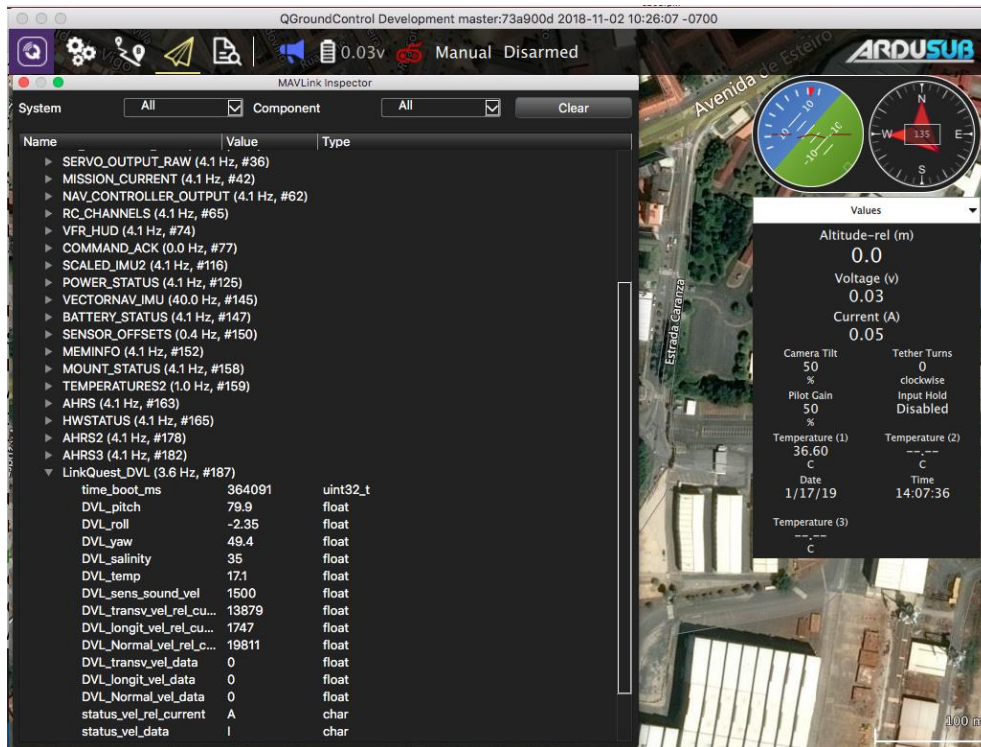 QGroundControl Development master:73a900d 2018-11-02 10:26:07 -0700
0.03v Manual Disarmed
ARDUSUB
MAVLink Inspector
System All Component All Clear
Name Value Type
SERVO_OUTPUT_RAW (4.1 Hz, #36)
MISSION_CURRENT (4.1 Hz, #42)
NAV_CONTROLLER_OUTPUT (4.1 Hz, #62)
RC_CHANNELS (4.1 Hz, #65)
VFR_HUD (4.1 Hz, #74)
COMMAND_ACK (0.0 Hz, #77)
SCALED_IMU2 (4.1 Hz, #116)
POWER_STATUS (4.1 Hz, #125)
VECTORNAV_IMU (40.0 Hz, #145)
BATTERY_STATUS (4.1 Hz, #147)
SENSOR_OFFSETS (0.4 Hz, #150)
MEMINFO (4.1 Hz, #152)
MOUNT_STATUS (4.1 Hz, #158)
TEMPERATURES2 (1.0 Hz, #159)
AHRS (4.1 Hz, #163)
HWSTATUS (4.1 Hz, #165)
AHRS2 (4.1 Hz, #178)
AHRS3 (4.1 Hz, #182)
LinkQuest_DVL (3.6 Hz, #187)
time_boot_ms 364091 uint32_t
DVL_pitch 79.9 float
DVL_roll -2.35 float
DVL_yaw 49.4 float
DVL_salinity 35 float
DVL_temp 17.1 float
DVL_sens_sound_vel 1500 float
DVL_transv_vel_rel_cu... 13879 float
DVL_longit_vel_rel_cu... 1747 float
DVL_Normal_vel_rel_c... 19811 float
DVL_transv_vel_data 0 float
DVL_longit_vel_data 0 float
DVL_Normal_vel_data 0 float
status_vel_rel_current A char
status_vel_data I char
Avenida de Esteiro
Estrada Caranza
10 10
-10 -10
N
W 135 E
S
Values
Altitude-rel (m)
0.0
Voltage (v)
0.03
Current (A)
0.05
Camera Tilt Tether Turns
50 0
% clockwise
Pilot Gain Input Hold
50 Disabled
%
Temperature (1) Temperature (2)
36.60 --.--
C C
Date Time
1/17/19 14:07:36
Temperature (3)
--.--
C
100 m